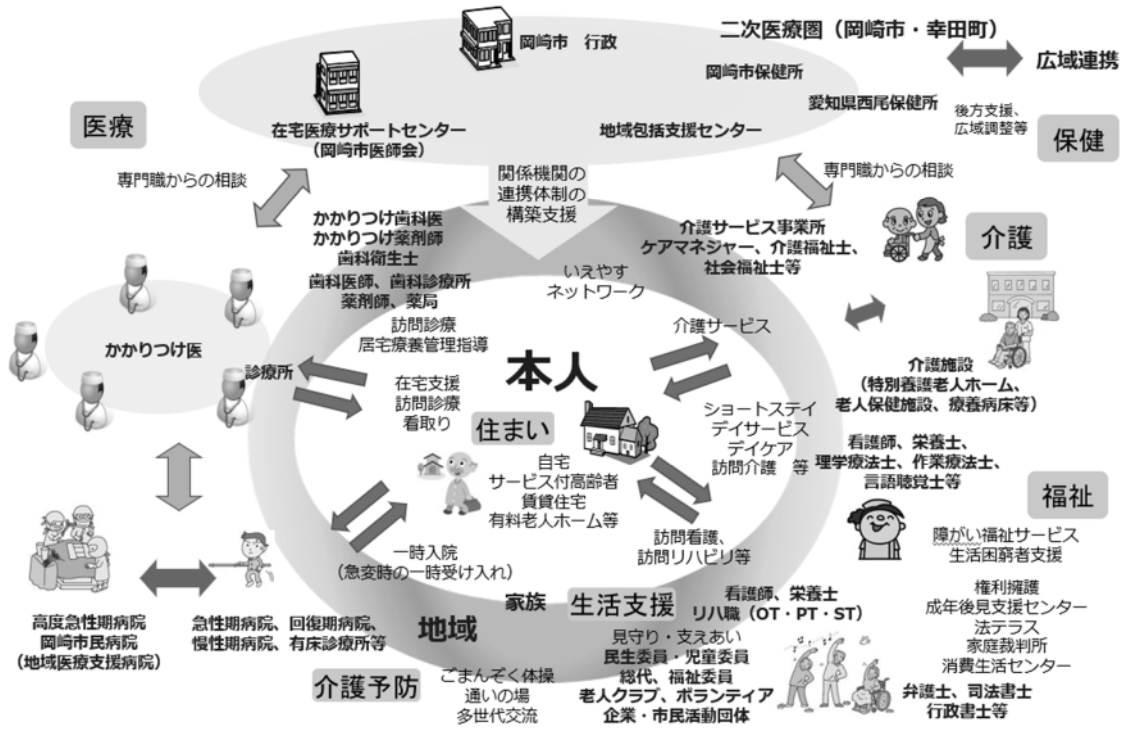 二次医療圏（岡崎市・幸田町）
岡崎市　行政
広域連携
岡崎市保健所
愛知県西尾保健所
後方支援、
広域調整等
保健
医療
在宅医療サポートセンター
（岡崎市医師会）
地域包括支援センター
専門職からの相談
関係機関の
連携体制の
構築支援
専門職からの相談
かかりつけ歯科医
かかりつけ薬剤師
歯科衛生士
歯科医師、歯科診療所
薬剤師、薬局
介護サービス事業所
ケアマネジャー、介護福祉士、
社会福祉士等
介護
いえやす
ネットワーク
訪問診療
居宅療養管理指導
介護サービス
かかりつけ医
診療所
本人
介護施設
（特別養護老人ホーム、
老人保健施設、療養病床等）
在宅支援
訪問診療
看取り
住まい
ショートステイ
デイサービス
デイケア
訪問介護　等
看護師、栄養士、
理学療法士、作業療法士、
言語聴覚士等
自宅
サービス付高齢者
賃貸住宅
有料老人ホーム等
福祉
訪問看護、
訪問リハビリ等
障がい福祉サービス
生活困窮者支援
一時入院
（急変時の一時受け入れ）
権利擁護
成年後見支援センター
法テラス
家庭裁判所
消費生活センター
弁護士、司法書士
行政書士等
高度急性期病院
岡崎市民病院
（地域医療支援病院）
急性期病院、回復期病院、
慢性期病院、有床診療所等
地域
家族
生活支援
看護師、栄養士
リハ職（OT・PT・ST）
見守り・支えあい
民生委員・児童委員
総代、福祉委員
老人クラブ、ボランティア
企業・市民活動団体
介護予防
ごまんぞく体操
通いの場
多世代交流